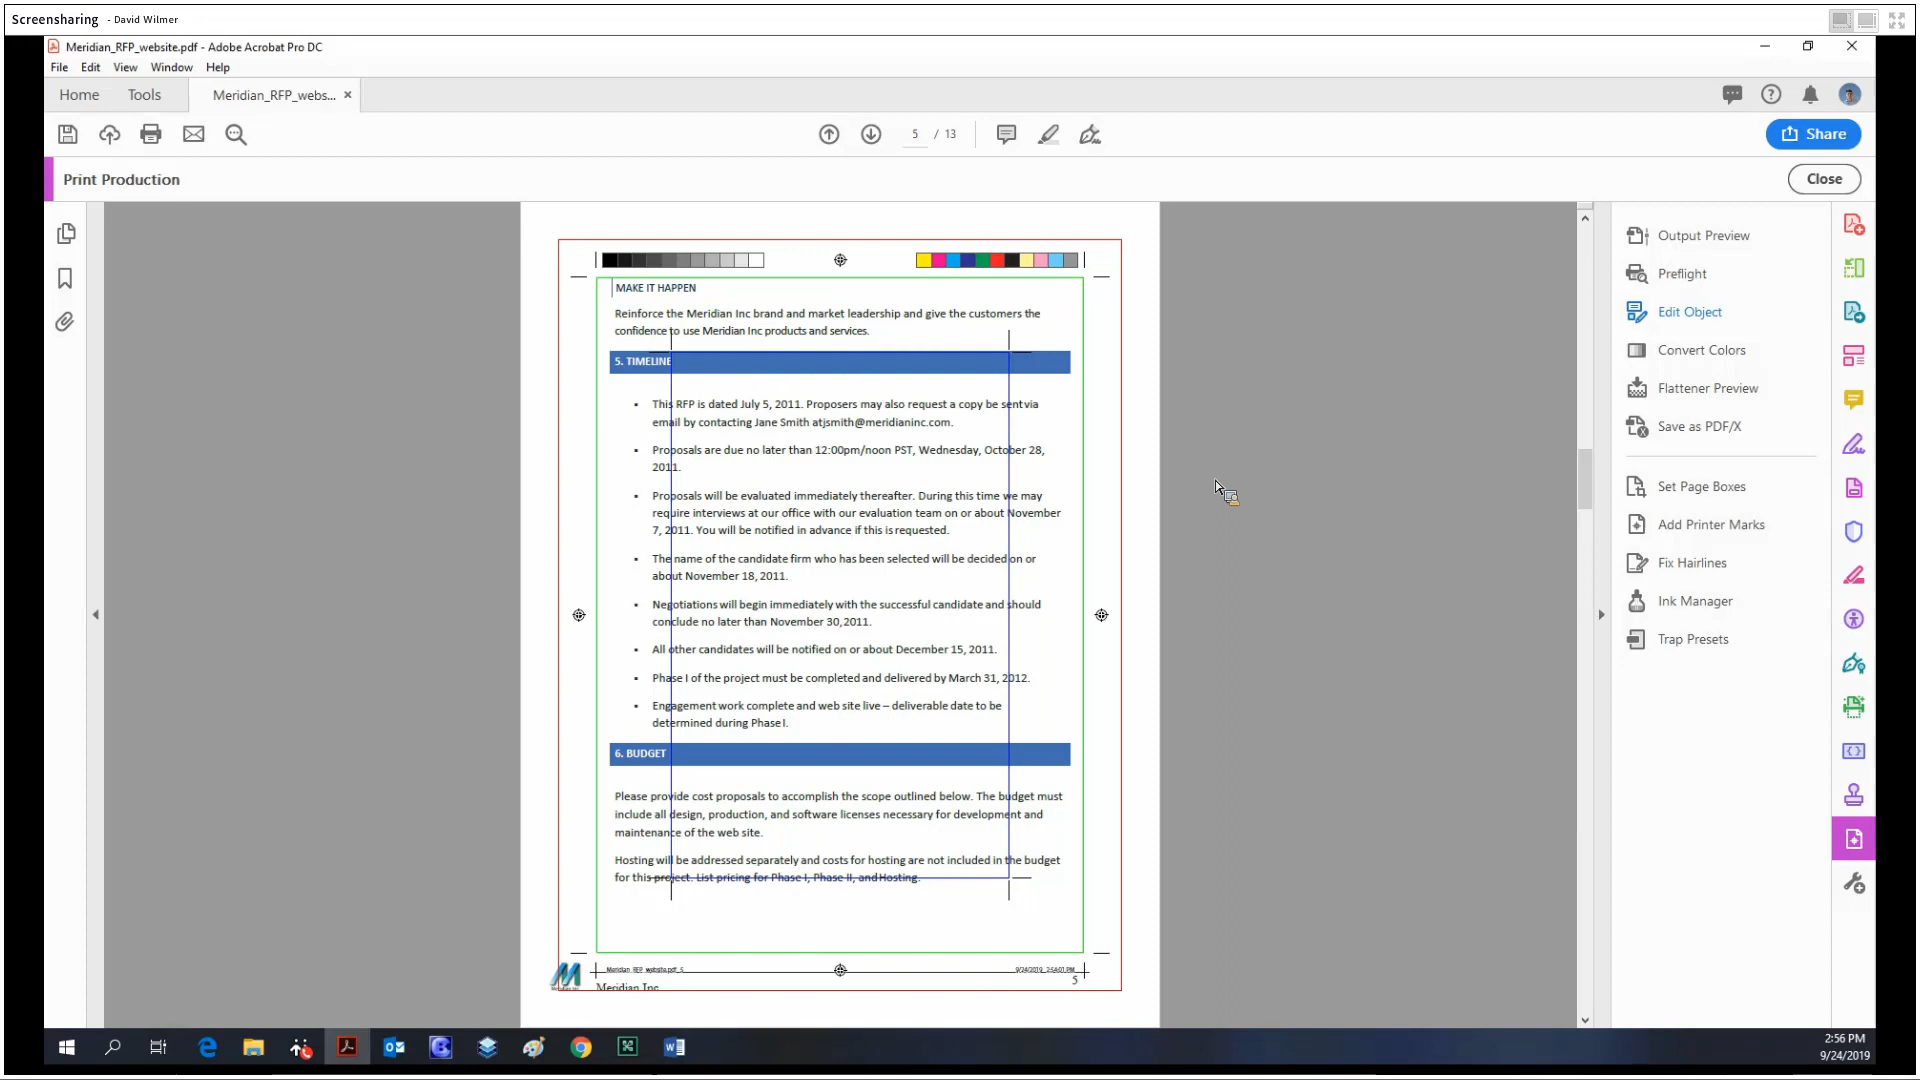 Screensharing - David Wilmer
Meridian_RFP_website.pdf - Adobe Acrobat Pro DC
File Edit View Window Help
Home Tools Meridian_RFP_webs... ×
5 / 13
Share
Print Production
Close
MAKE IT HAPPEN
Reinforce the Meridian Inc brand and market leadership and give the customers the
confidence to use Meridian Inc products and services.
5. TIMELINE
▪ This RFP is dated July 5, 2011. Proposers may also request a copy be sent via
email by contacting Jane Smith atjsmith@meridianinc.com.
▪ Proposals are due no later than 12:00pm/noon PST, Wednesday, October 28,
2011.
▪ Proposals will be evaluated immediately thereafter. During this time we may
require interviews at our office with our evaluation team on or about November
7, 2011. You will be notified in advance if this is requested.
▪ The name of the candidate firm who has been selected will be decided on or
about November 18, 2011.
▪ Negotiations will begin immediately with the successful candidate and should
conclude no later than November 30, 2011.
▪ All other candidates will be notified on or about December 15, 2011.
▪ Phase I of the project must be completed and delivered by March 31, 2012.
▪ Engagement work complete and web site live – deliverable date to be
determined during Phase I.
6. BUDGET
Please provide cost proposals to accomplish the scope outlined below. The budget must
include all design, production, and software licenses necessary for development and
maintenance of the web site.
Hosting will be addressed separately and costs for hosting are not included in the budget
for this project. List pricing for Phase I, Phase II, and Hosting.
Meridian_RFP_website.pdf_5
9/24/2019_2:54:01 PM
5
Meridian Inc
Output Preview
Preflight
Edit Object
Convert Colors
Flattener Preview
Save as PDF/X
Set Page Boxes
Add Printer Marks
Fix Hairlines
Ink Manager
Trap Presets
2:56 PM
9/24/2019